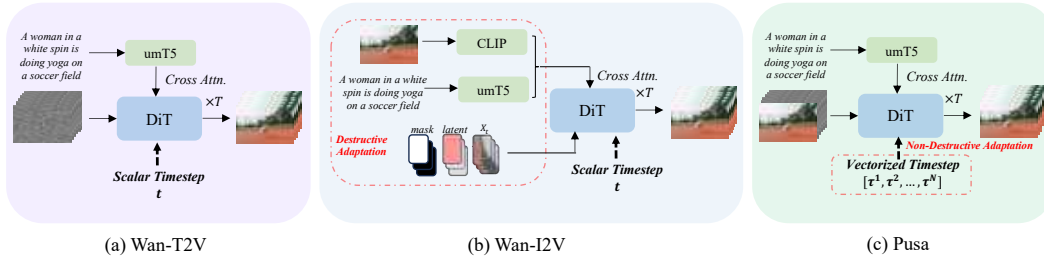 A woman in a
white spin is
doing yoga on
a soccer field
umT5
Cross Attn.
×T
DiT
Scalar Timestep
t
(a) Wan-T2V
CLIP
A woman in a white
spin is doing yoga
on a soccer field
umT5
Cross Attn.
×T
DiT
Destructive
Adaptation
mask
latent
X_t
Scalar Timestep
t
(b) Wan-I2V
A woman in a
white spin is
doing yoga on
a soccer field
umT5
Cross Attn.
×T
DiT
Non-Destructive Adaptation
Vectorized Timestep
[τ¹, τ², ..., τᴺ]
(c) Pusa